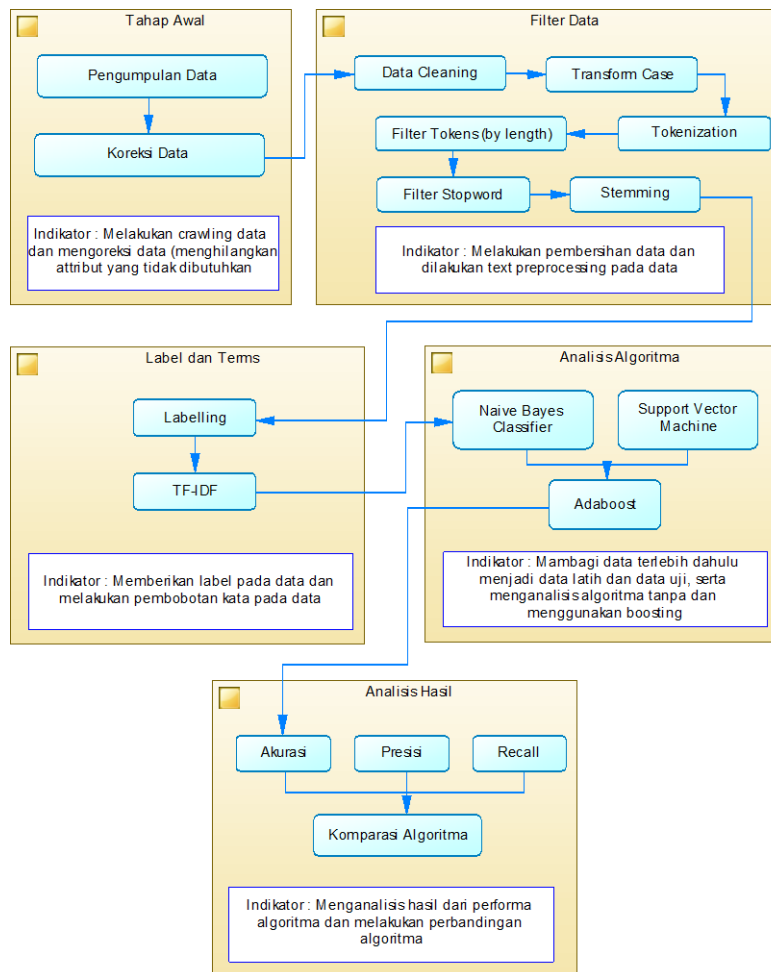 Tahap Awal
Pengumpulan Data
Koreksi Data
Indikator : Melakukan crawling data
dan mengoreksi data (menghilangkan
attribut yang tidak dibutuhkan
Filter Data
Data Cleaning
Transform Case
Tokenization
Filter Tokens (by length)
Filter Stopword
Stemming
Indikator : Melakukan pembersihan data dan
dilakukan text preprocessing pada data
Label dan Terms
Labelling
TF-IDF
Indikator : Memberikan label pada data dan
melakukan pembobotan kata pada data
Analisis Algoritma
Naive Bayes
Classifier
Support Vector
Machine
Adaboost
Indikator : Mambagi data terlebih dahulu
menjadi data latih dan data uji, serta
menganalisis algoritma tanpa dan
menggunakan boosting
Analisis Hasil
Akurasi
Presisi
Recall
Komparasi Algoritma
Indikator : Menganalisis hasil dari performa
algoritma dan melakukan perbandingan
algoritma